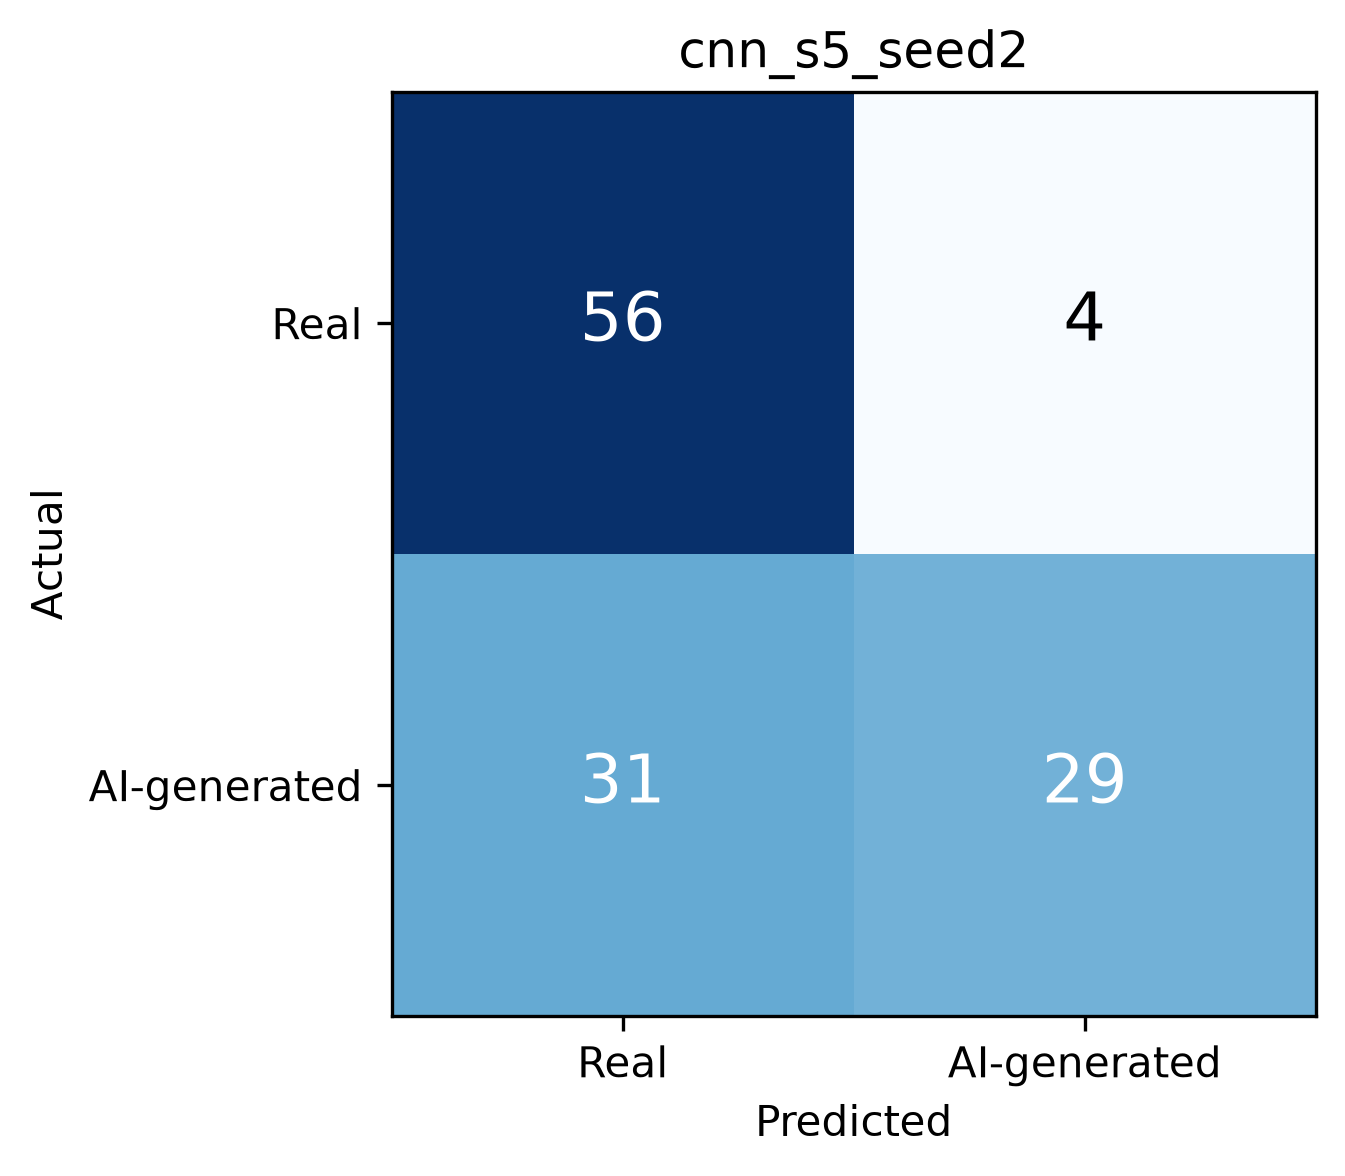 cnn_s5_seed2
Real
56
4
Actual
AI-generated
31
29
Real
AI-generated
Predicted